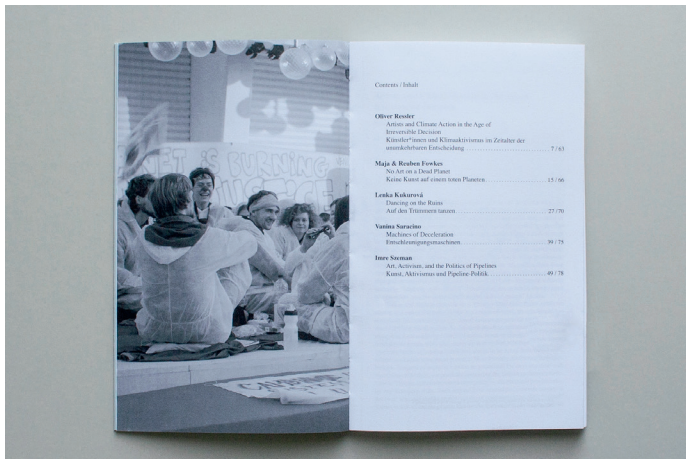 IT IS BURNING
Contents / Inhalt
Oliver Ressler
Artists and Climate Action in the Age of
Irreversible Decision
Künstler*innen und Klimaaktivismus im Zeitalter der
unumkehrbaren Entscheidung 7 / 63
Maja & Reuben Fowkes
No Art on a Dead Planet
Keine Kunst auf einem toten Planeten 15 / 66
Lenka Kukurová
Dancing on the Ruins
Auf den Trümmern tanzen 27 / 70
Vanina Saracino
Machines of Deceleration
Entschleunigungsmaschinen 39 / 75
Imre Szeman
Art, Activism, and the Politics of Pipelines
Kunst, Aktivismus und Pipeline-Politik 49 / 78